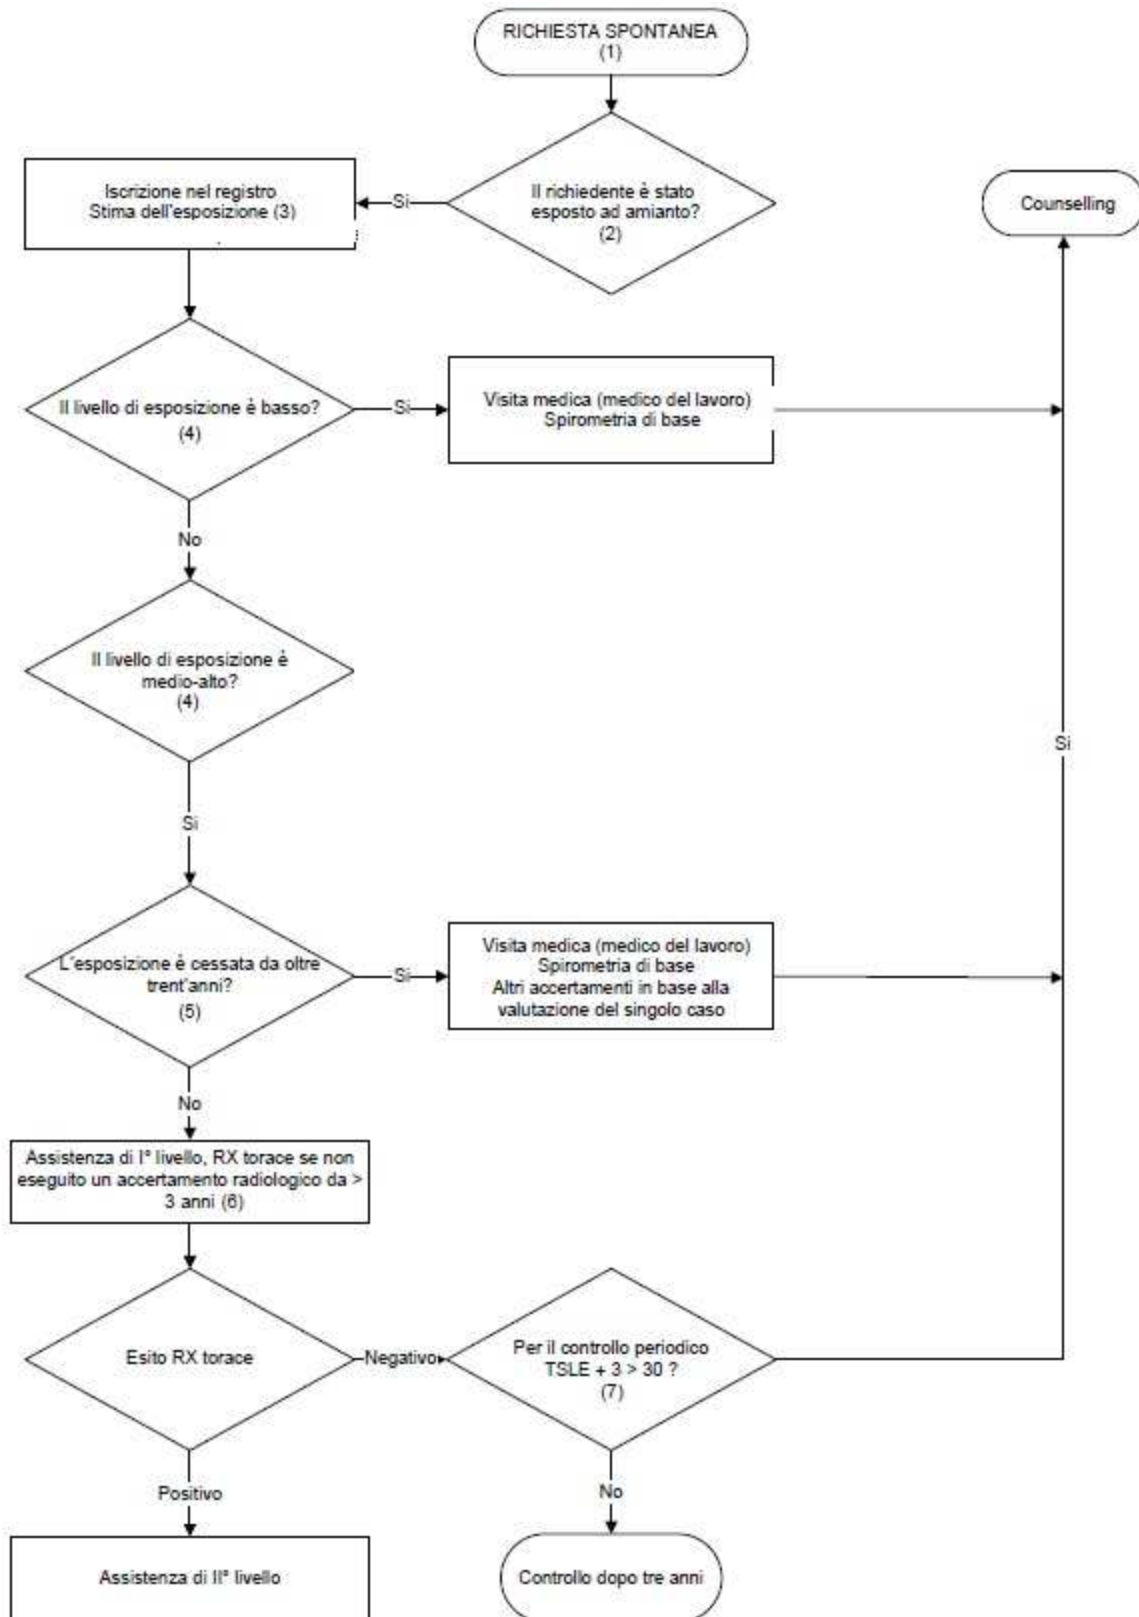 RICHIESTA SPONTANEA
(1)
Il richiedente è stato
esposto ad amianto?
(2)
Si
Iscrizione nel registro
Stima dell'esposizione (3)
Counselling
Il livello di esposizione è basso?
(4)
Si
Visita medica (medico del lavoro)
Spirometria di base
No
Il livello di esposizione è
medio-alto?
(4)
Si
Si
L'esposizione è cessata da oltre
trent'anni?
(5)
Si
Visita medica (medico del lavoro)
Spirometria di base
Altri accertamenti in base alla
valutazione del singolo caso
No
Assistenza di I° livello, RX torace se non
eseguito un accertamento radiologico da >
3 anni (6)
Esito RX torace
Negativo
Per il controllo periodico
TSLE + 3 > 30 ?
(7)
Positivo
No
Assistenza di II° livello
Controllo dopo tre anni